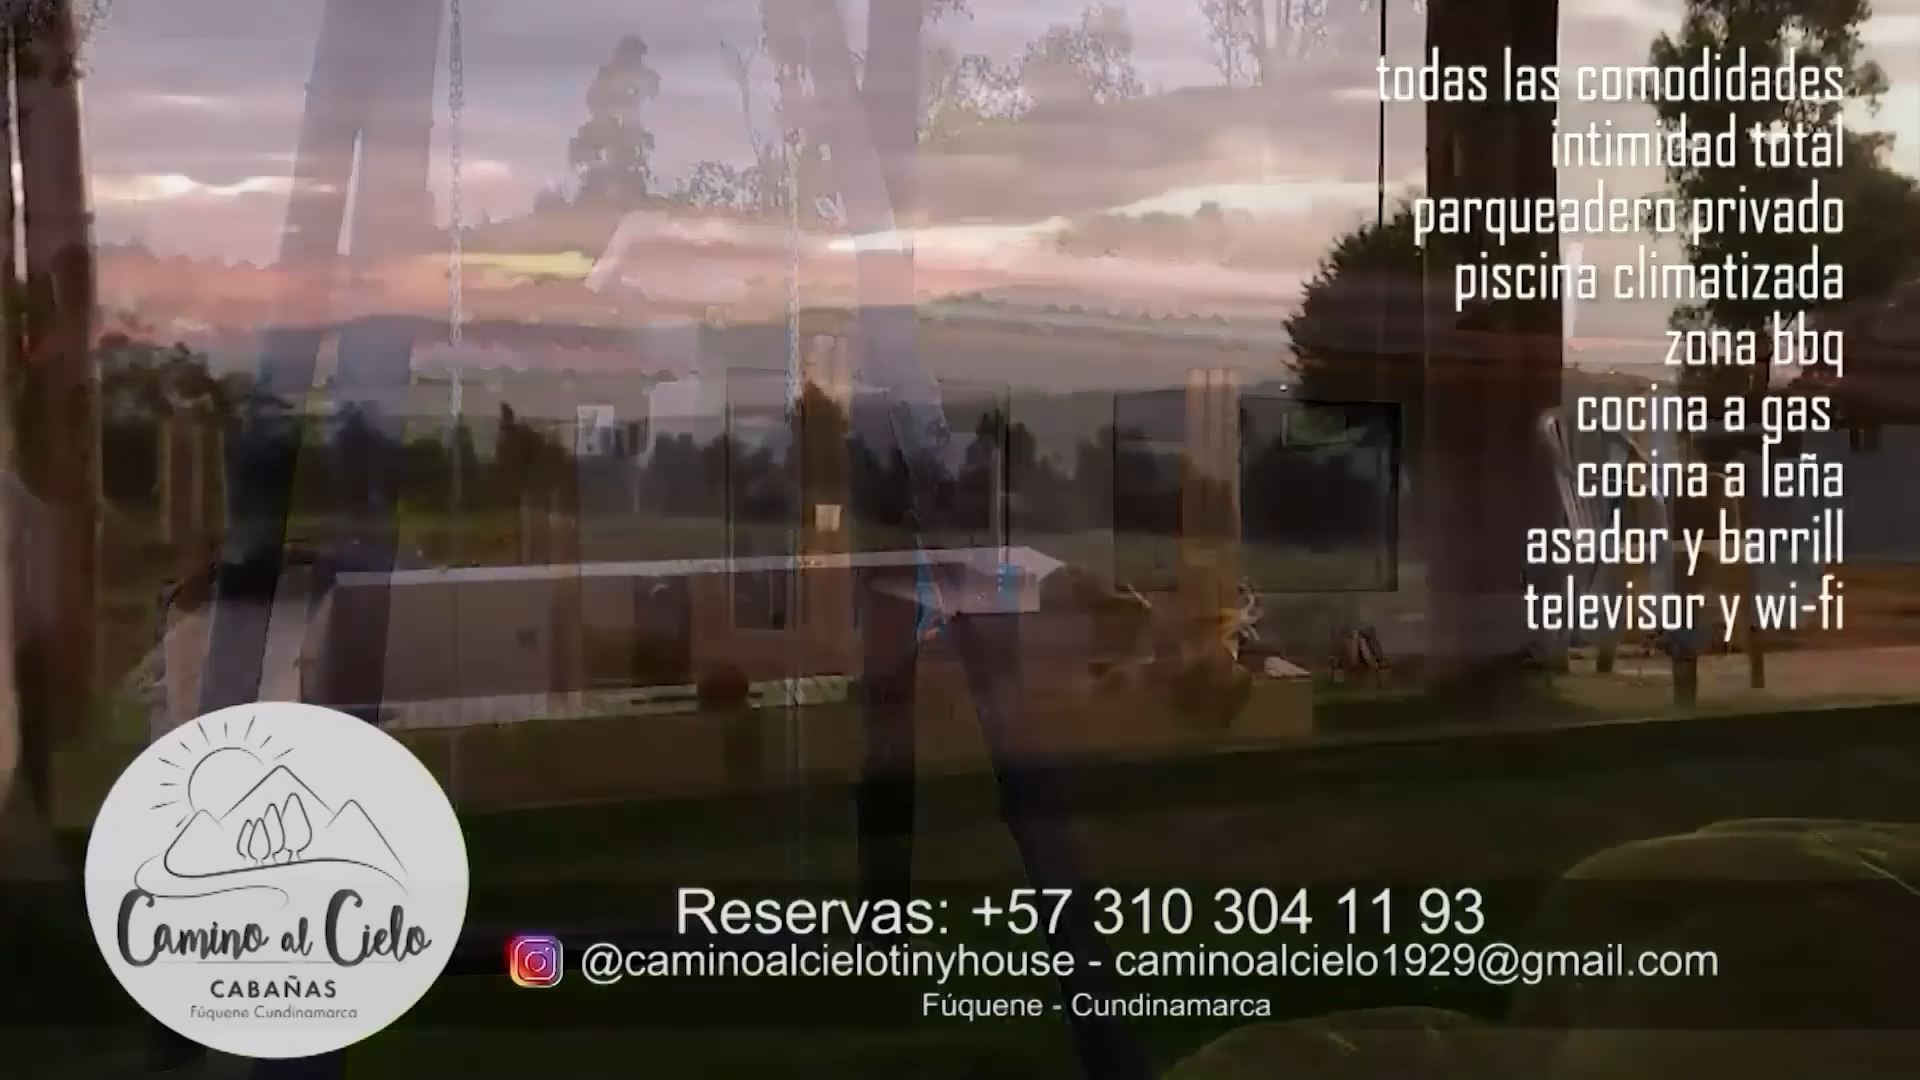 todas las comodidades
intimidad total
parqueadero privado
piscina climatizada
zona bbq
cocina a gas
cocina a leña
asador y barrill
televisor y wi-fi
Camino al Cielo
CABAÑAS
Fúquene Cundinamarca
Reservas: +57 310 304 11 93
@caminoalcielotinyhouse - caminoalcielo1929@gmail.com
Fúquene - Cundinamarca